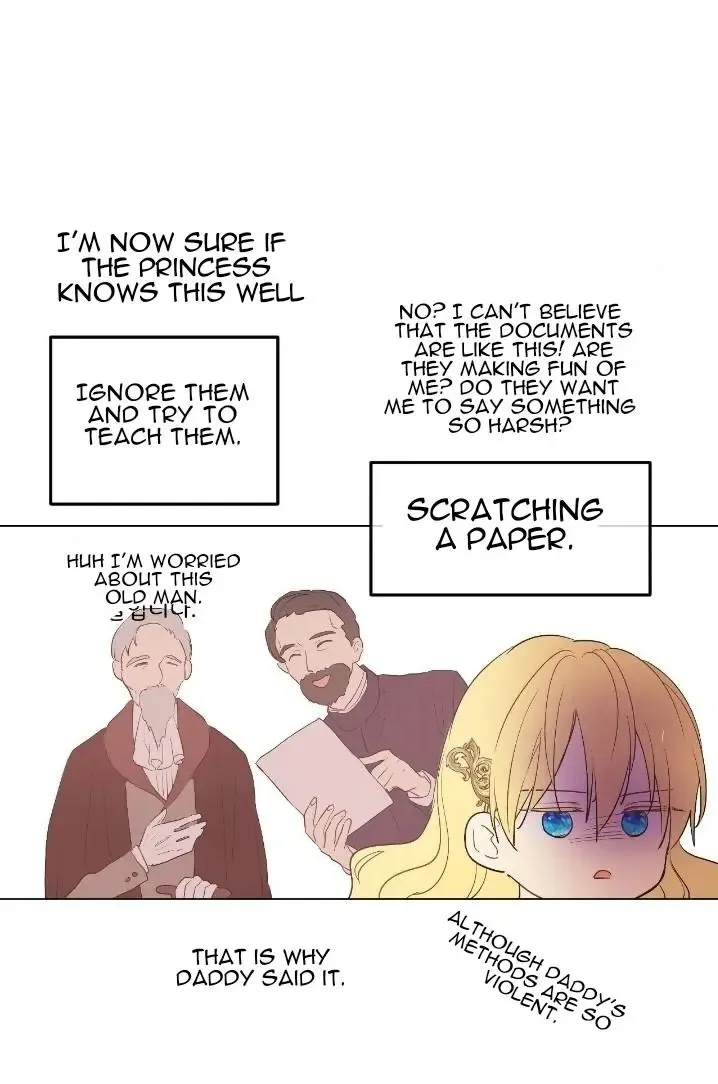 I'M NOW SURE IF
THE PRINCESS
KNOWS THIS WELL
IGNORE THEM
AND TRY TO
TEACH THEM.
NO? I CAN'T BELIEVE
THAT THE DOCUMENTS
ARE LIKE THIS! ARE
THEY MAKING FUN OF
ME? DO THEY WANT
ME TO SAY SOMETHING
SO HARSH?
SCRATCHING
A PAPER.
HUH I'M WORRIED
ABOUT THIS
OLD MAN.
THAT IS WHY
DADDY SAID IT.
ALTHOUGH DADDY'S
METHODS ARE SO
VIOLENT.